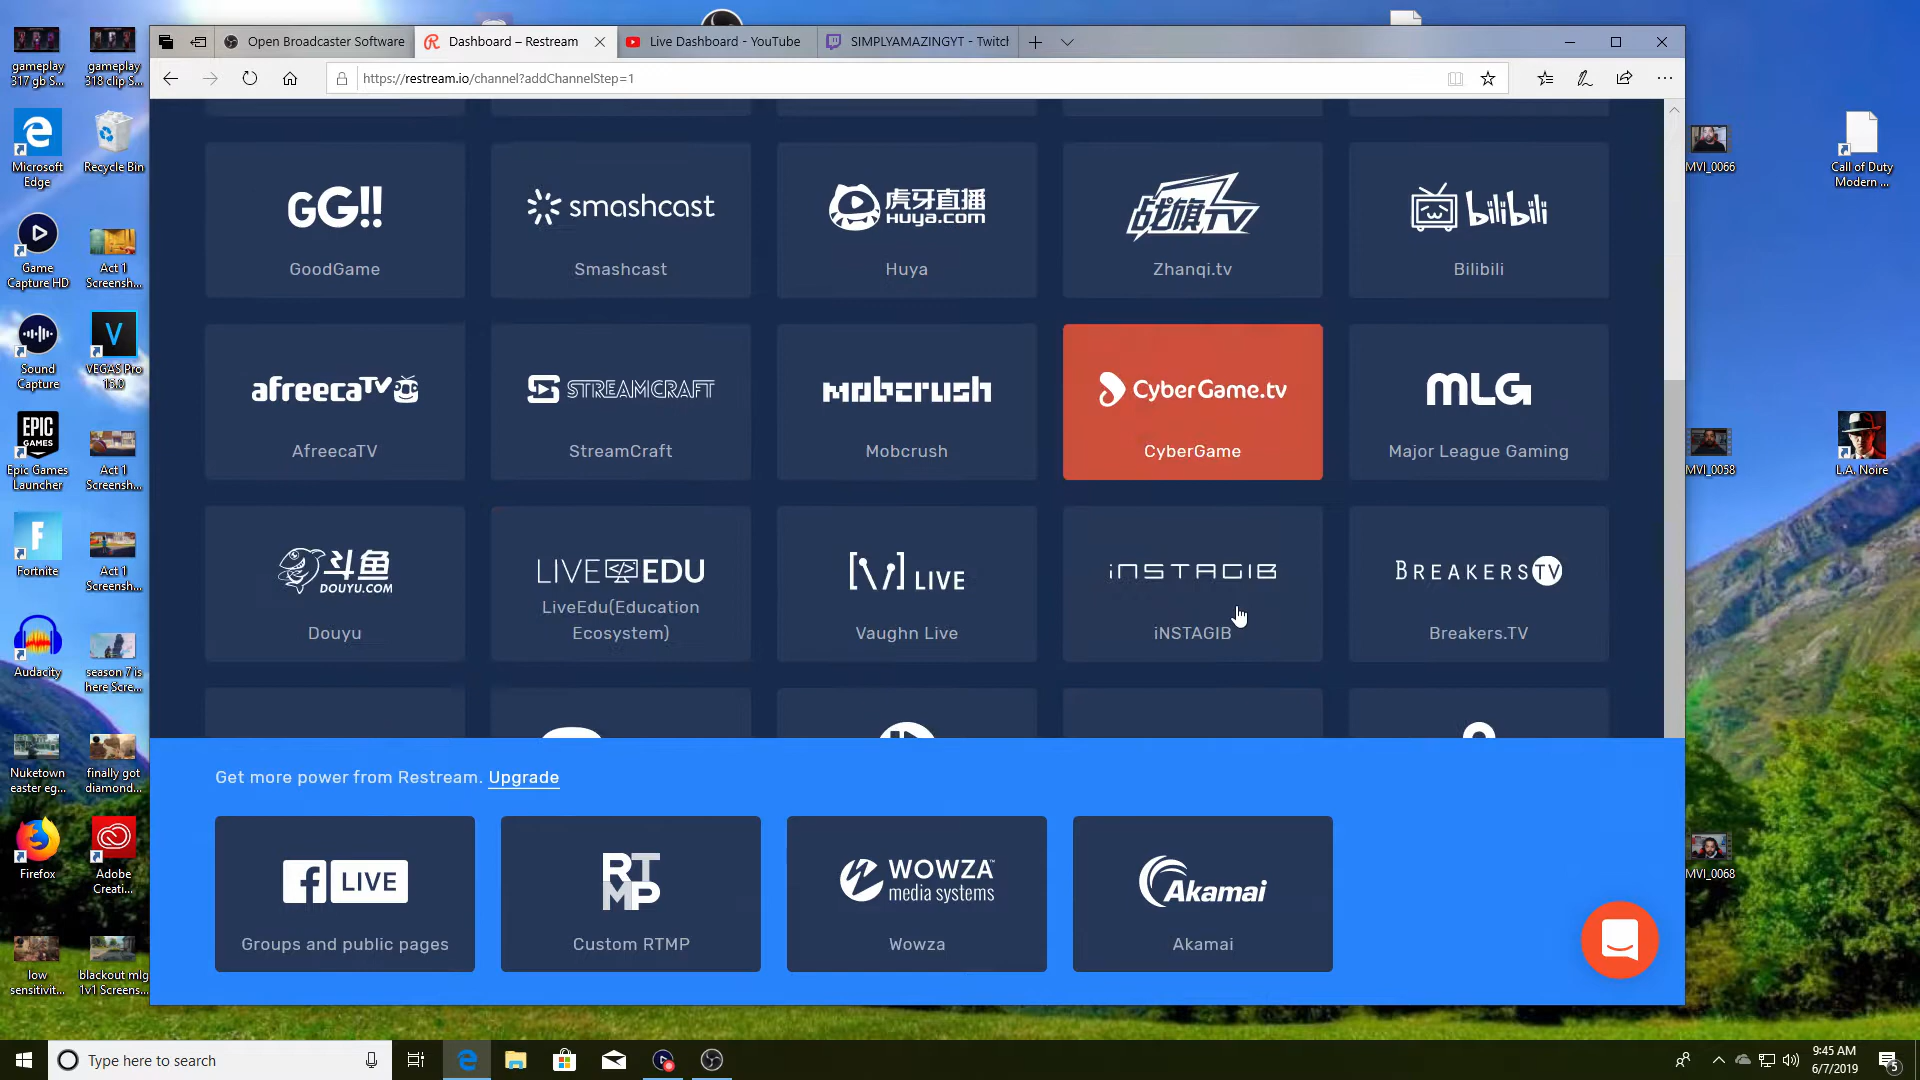 gameplay
317 gb S...
gameplay
318 clip S...
Microsoft
Edge
Recycle Bin
Game
Capture HD
Act 1
Screensh...
Sound
Capture
VEGAS Pro
15.0
Epic Games
Launcher
Act 1
Screensh...
Fortnite
Act 1
Screensh...
Audacity
season 7 is
here Scre...
Nuketown
easter eg...
finally got
diamond...
Firefox
Adobe
Creati...
low
sensitivit...
blackout mlg
1v1 Screens...
Open Broadcaster Software
Dashboard – Restream
Live Dashboard - YouTube
SIMPLYAMAZINGYT - Twitch
https://restream.io/channel?addChannelStep=1
GG!!
GoodGame
smashcast
Smashcast
虎牙直播
Huya.com
Huya
战旗TV
Zhanqi.tv
bilibili
Bilibili
afreecaTV
AfreecaTV
STREAMCRAFT
StreamCraft
Mobcrush
Mobcrush
CyberGame.tv
CyberGame
MLG
Major League Gaming
斗鱼
DOUYU.COM
Douyu
LIVE EDU
LiveEdu(Education
Ecosystem)
[V] LIVE
Vaughn Live
iNSTAGIB
iNSTAGIB
BREAKERSTV
Breakers.TV
Get more power from Restream. Upgrade
f LIVE
Groups and public pages
RTMP
Custom RTMP
WOWZA™
media systems
Wowza
Akamai
Akamai
MVI_0066
Call of Duty
Modern ...
MVI_0058
L.A. Noire
MVI_0068
Type here to search
9:45 AM
6/7/2019
5